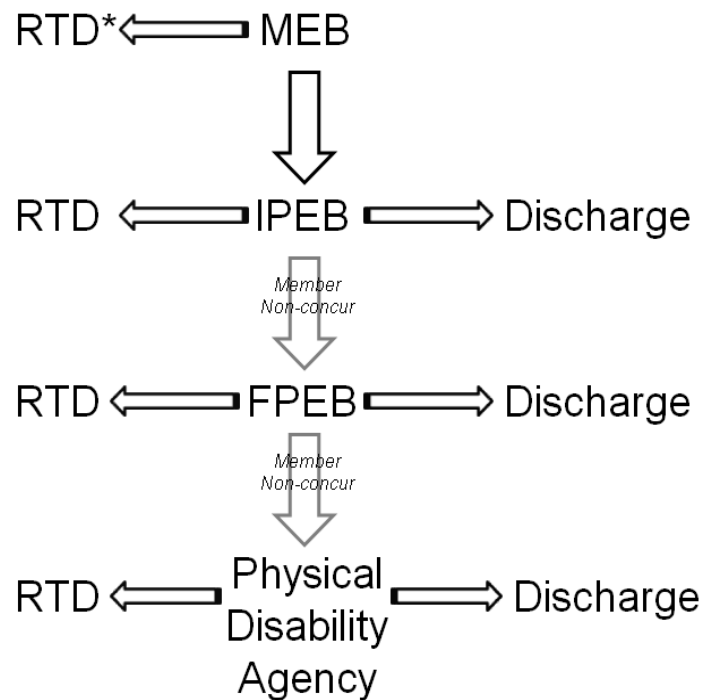 RTD* MEB
RTD IPEB Discharge
Member
Non-concur
RTD FPEB Discharge
Member
Non-concur
RTD Physical Discharge
Disability
Agency